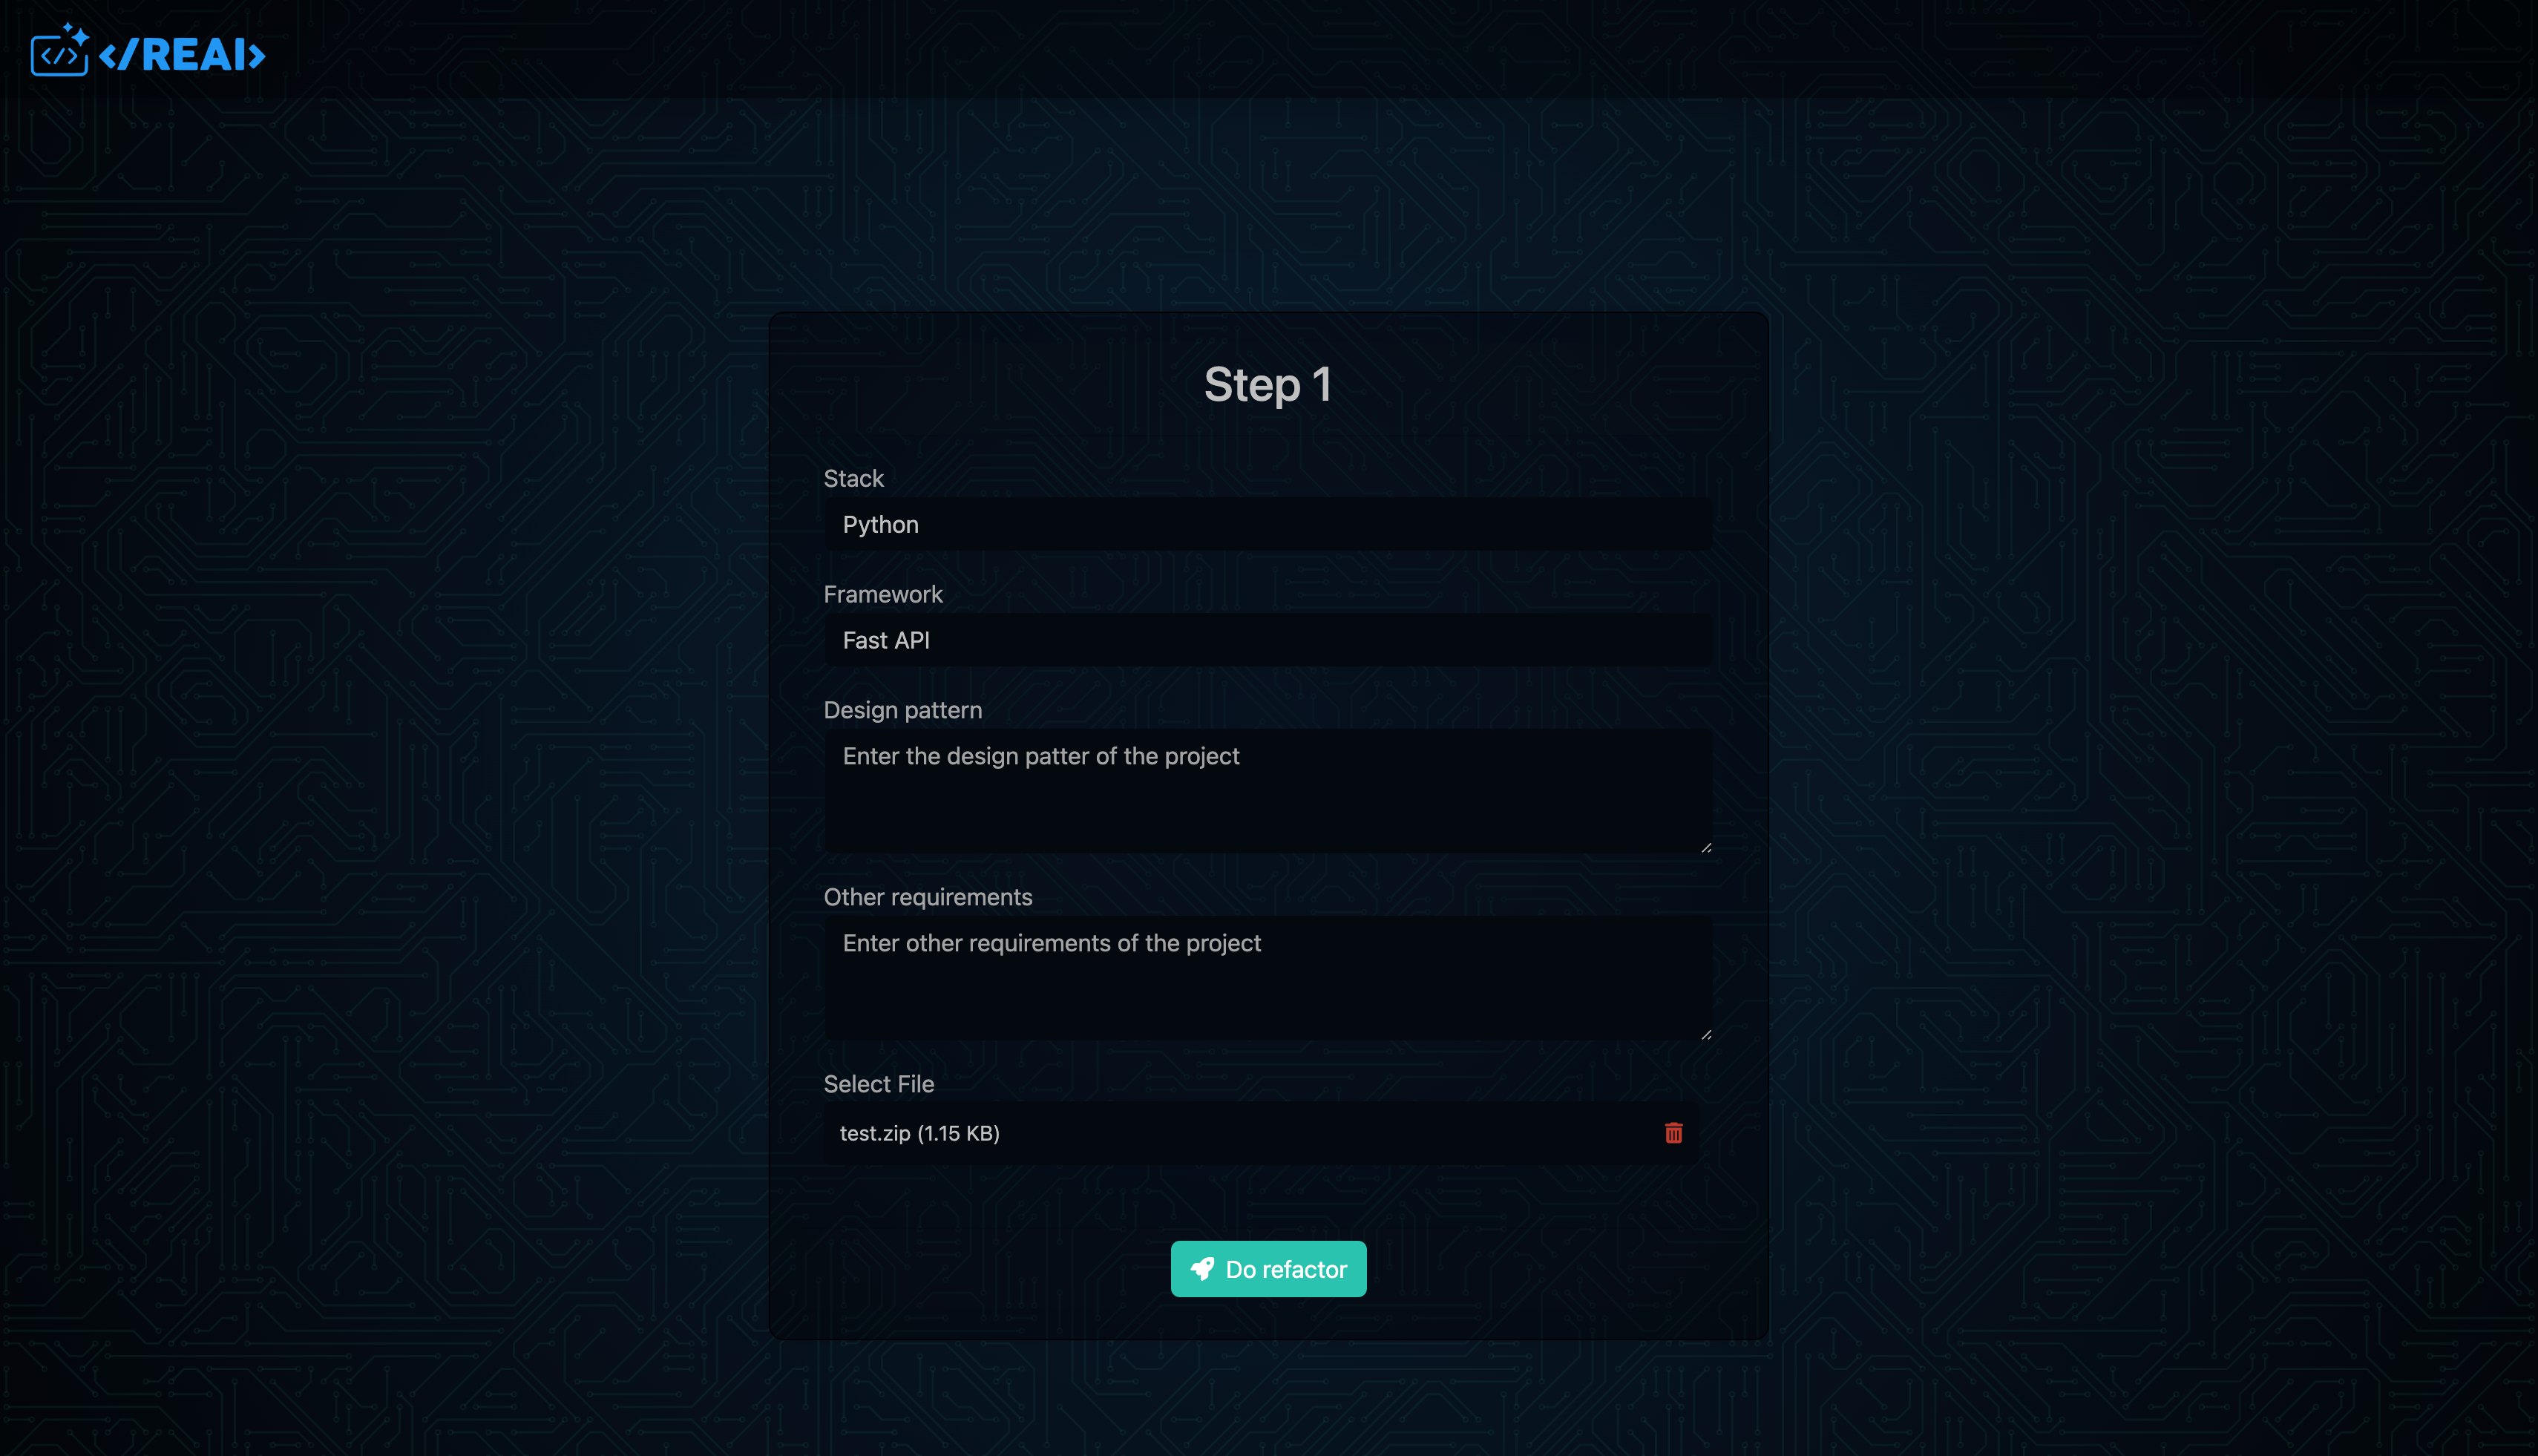 </> </REAI>
Step 1
Stack
Python
Framework
Fast API
Design pattern
Enter the design patter of the project
Other requirements
Enter other requirements of the project
Select File
test.zip (1.15 KB)
Do refactor